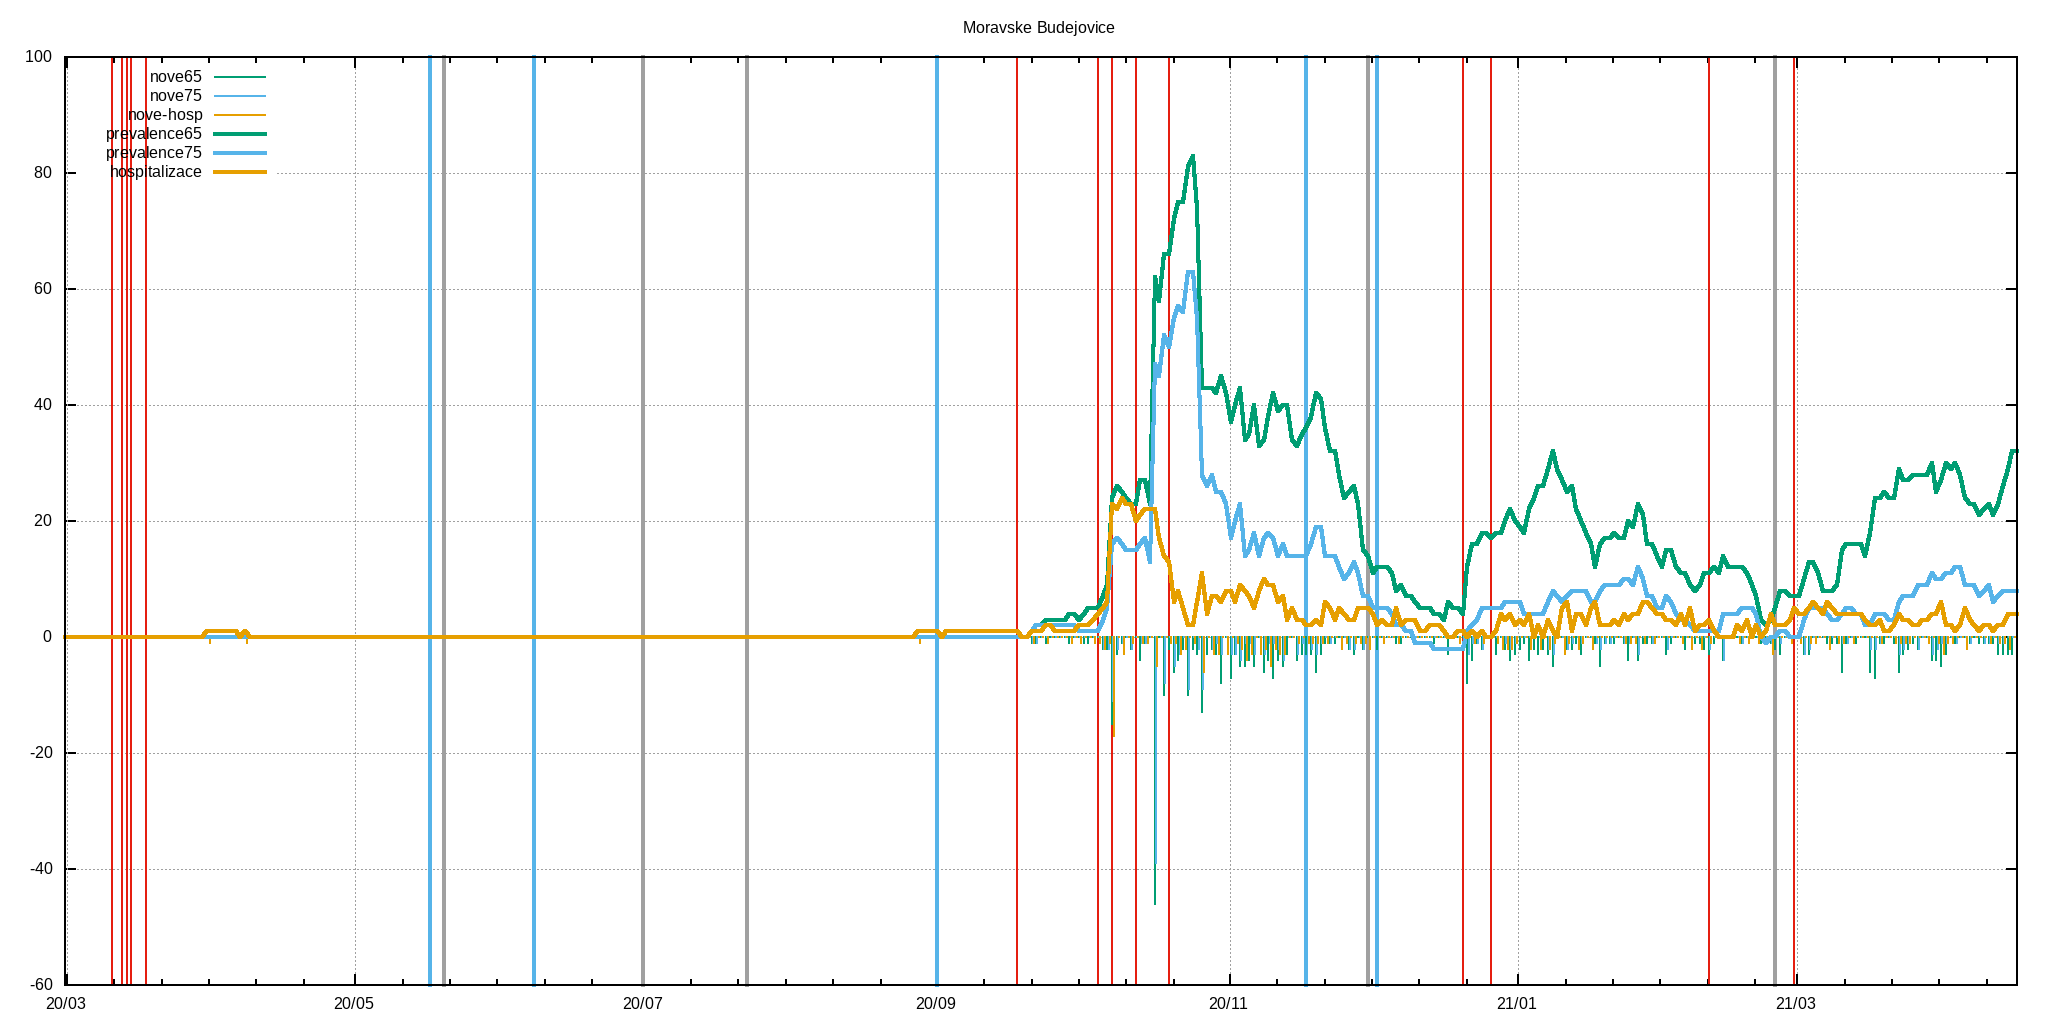 Moravske Budejovice
100
nove65
nove75
nove-hosp
prevalence65
prevalence75
hospitalizace
80
60
40
20
0
-20
-40
-60
20/03 20/05 20/07 20/09 20/11 21/01 21/03